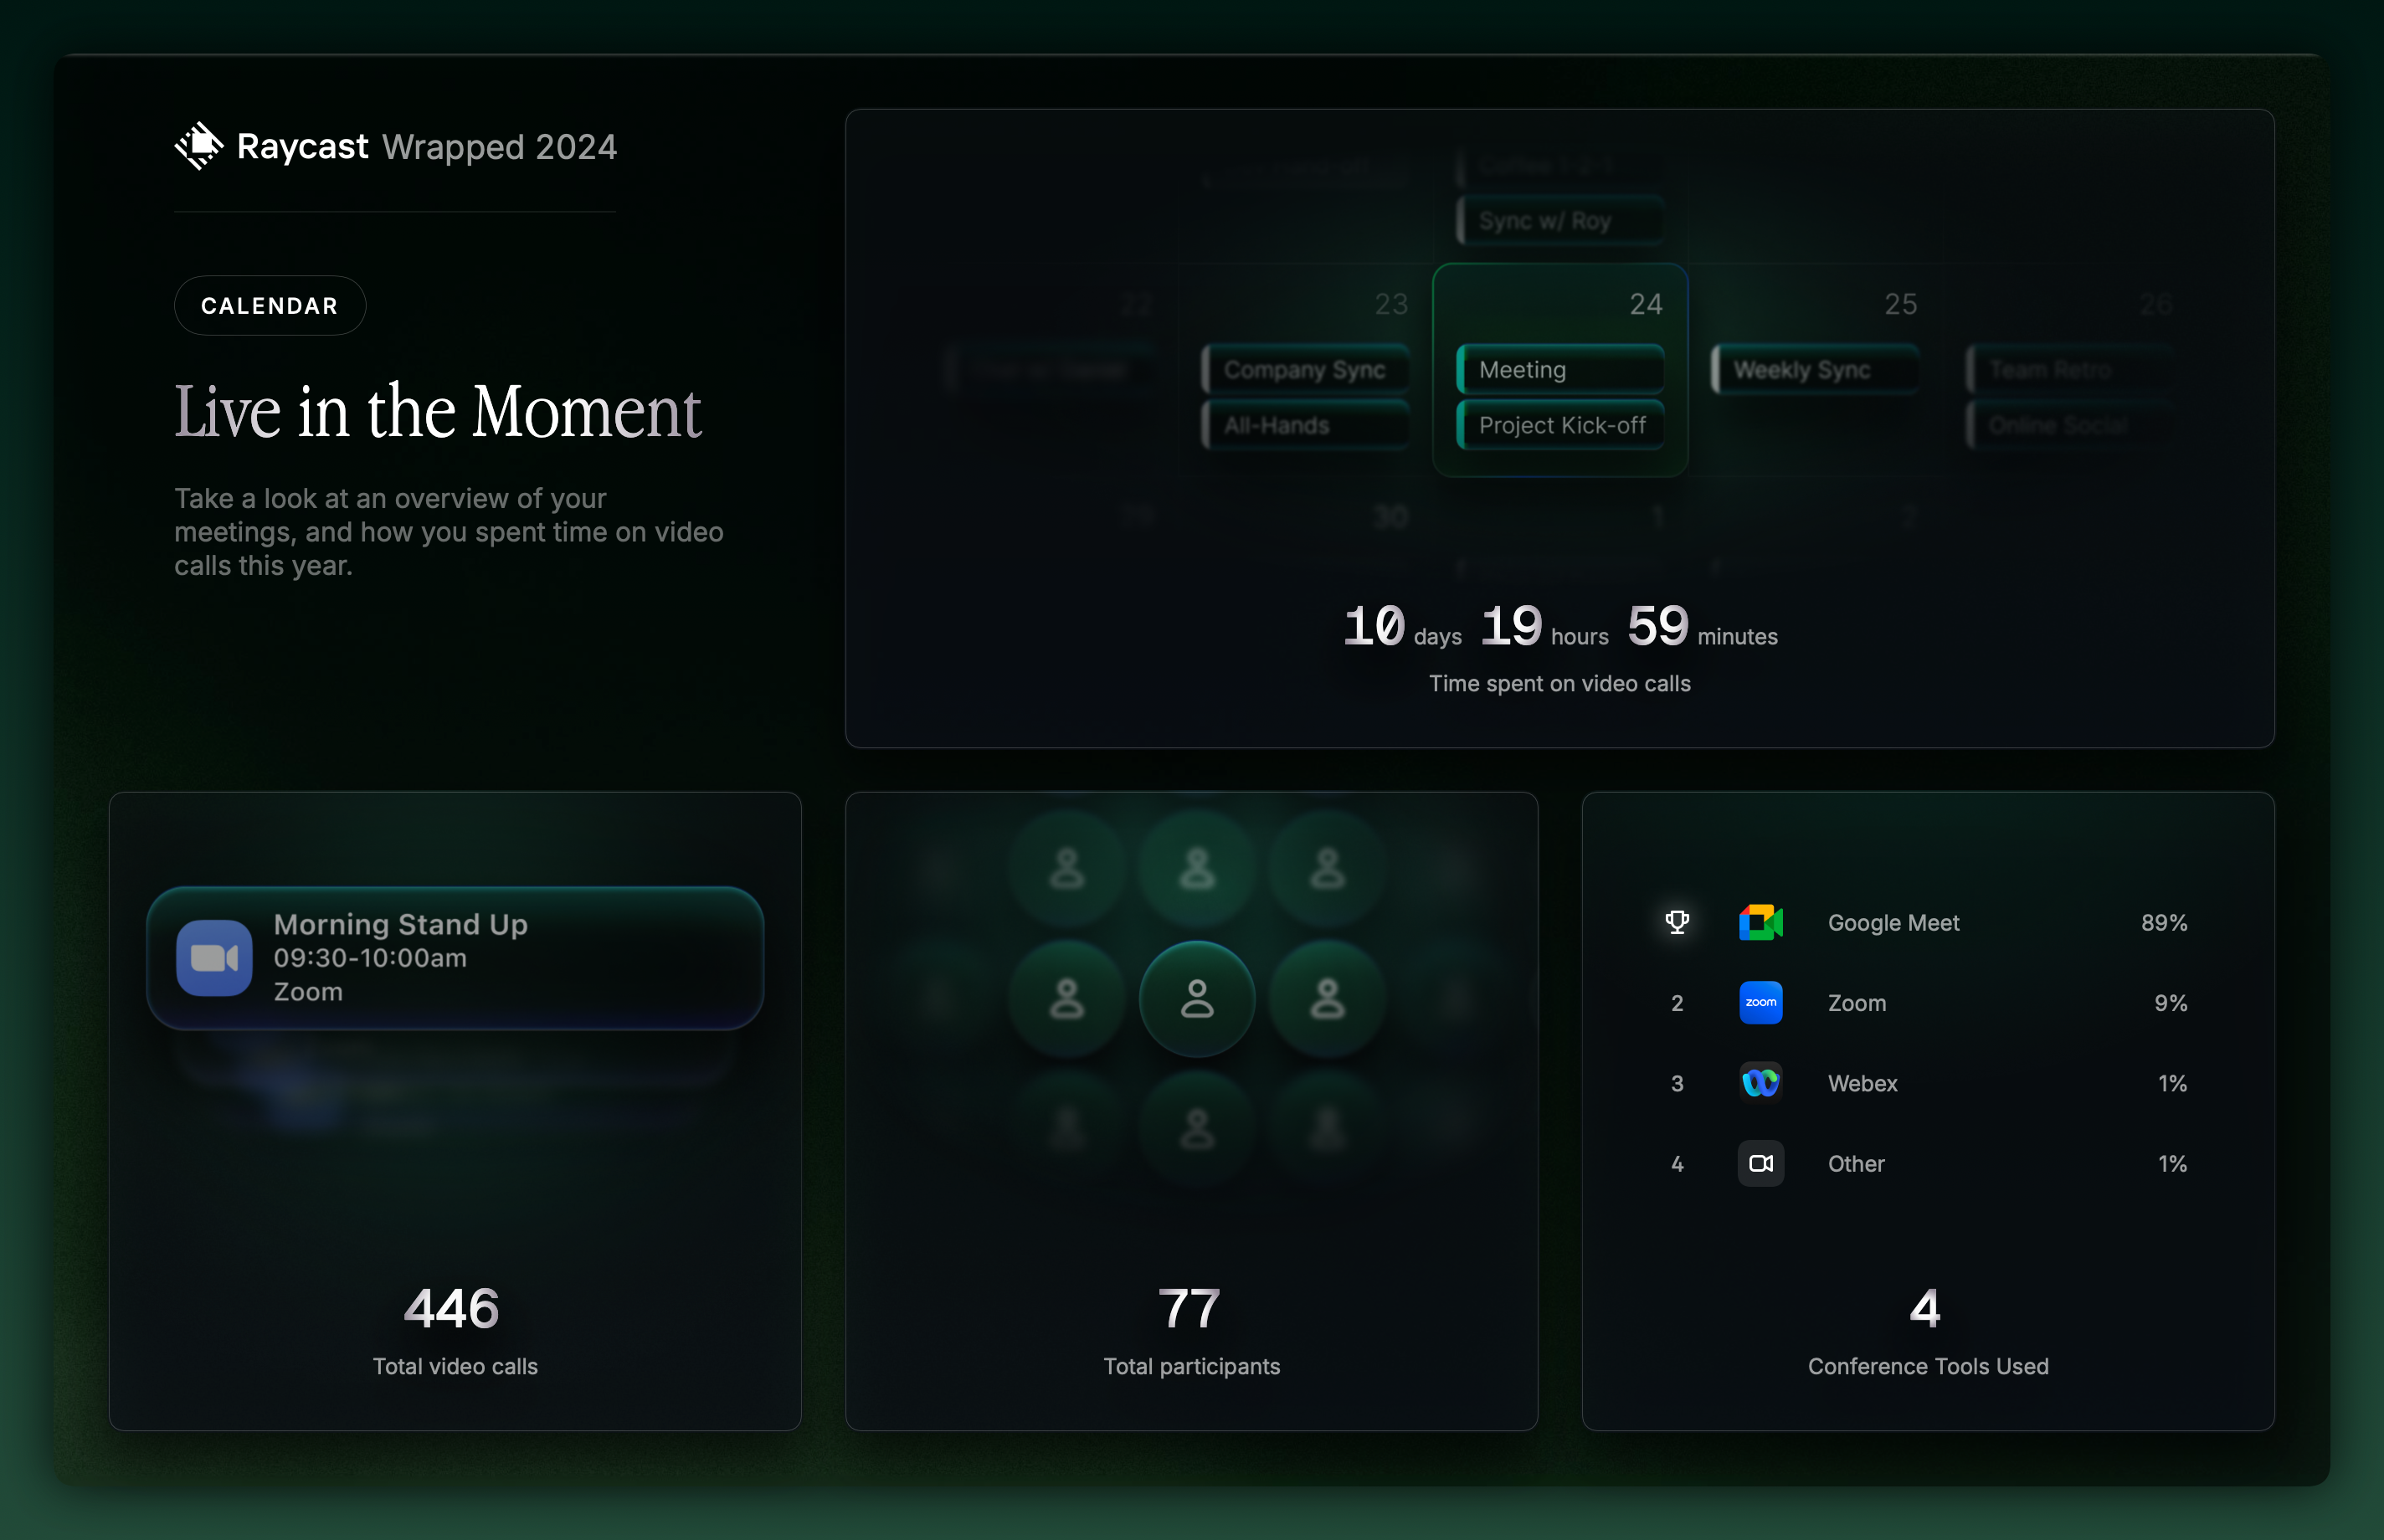 Raycast Wrapped 2024
CALENDAR
Live in the Moment
Take a look at an overview of your
meetings, and how you spent time on video
calls this year.
Coffee 1-2-1
Sync w/ Roy
22
23
24
25
26
Company Sync
Meeting
Weekly Sync
Team Retro
All-Hands
Project Kick-off
Online Social
29
30
1
2
10 days 19 hours 59 minutes
Time spent on video calls
Morning Stand Up
09:30-10:00am
Zoom
446
Total video calls
77
Total participants
Google Meet 89%
2 zoom Zoom 9%
3 Webex 1%
4 Other 1%
4
Conference Tools Used